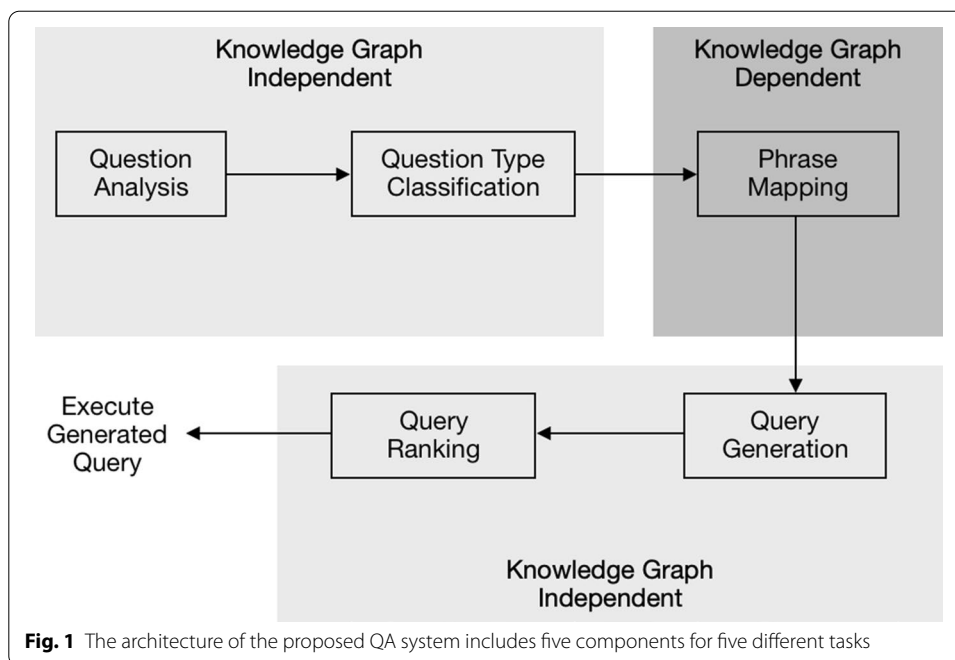 Knowledge Graph
Independent
Knowledge Graph
Dependent
Question
Analysis
Question Type
Classification
Phrase
Mapping
Execute
Generated
Query
Query
Ranking
Query
Generation
Knowledge Graph
Independent
Fig. 1 The architecture of the proposed QA system includes five components for five different tasks